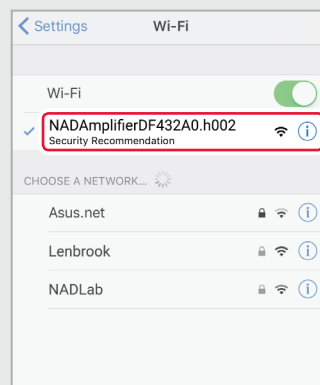 Settings
Wi-Fi
Wi-Fi
NADAmplifierDF432A0.h002
Security Recommendation
CHOOSE A NETWORK...
Asus.net
Lenbrook
NADLab